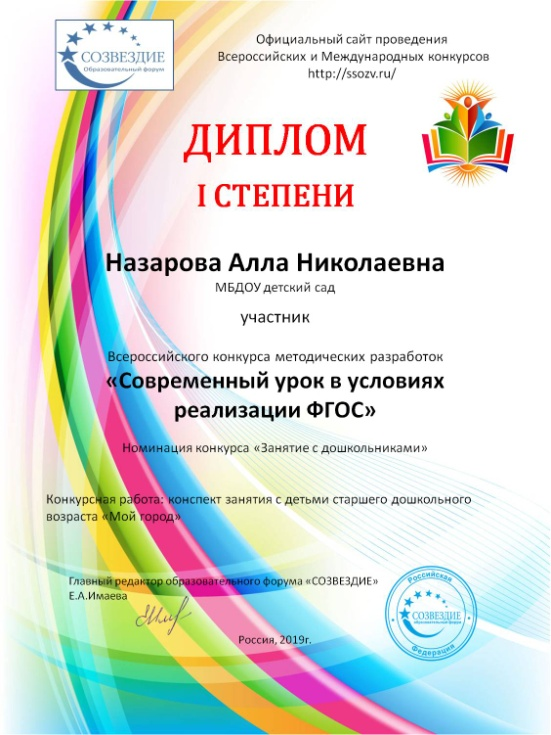 СОЗВЕЗДИЕ
Образовательный форум
Официальный сайт проведения
Всероссийских и Международных конкурсов
http://ssozv.ru/
ДИПЛОМ
I СТЕПЕНИ
Назарова Алла Николаевна
МБДОУ детский сад
участник
Всероссийского конкурса методических разработок
«Современный урок в условиях
реализации ФГОС»
Номинация конкурса «Занятие с дошкольниками»
Конкурсная работа: конспект занятия с детьми старшего дошкольного
возраста «Мой город»
Главный редактор образовательного форума «СОЗВЕЗДИЕ»
Е.А.Имаева
Россия, 2019г.
Российская
СОЗВЕЗДИЕ
образовательный форум
Федерация